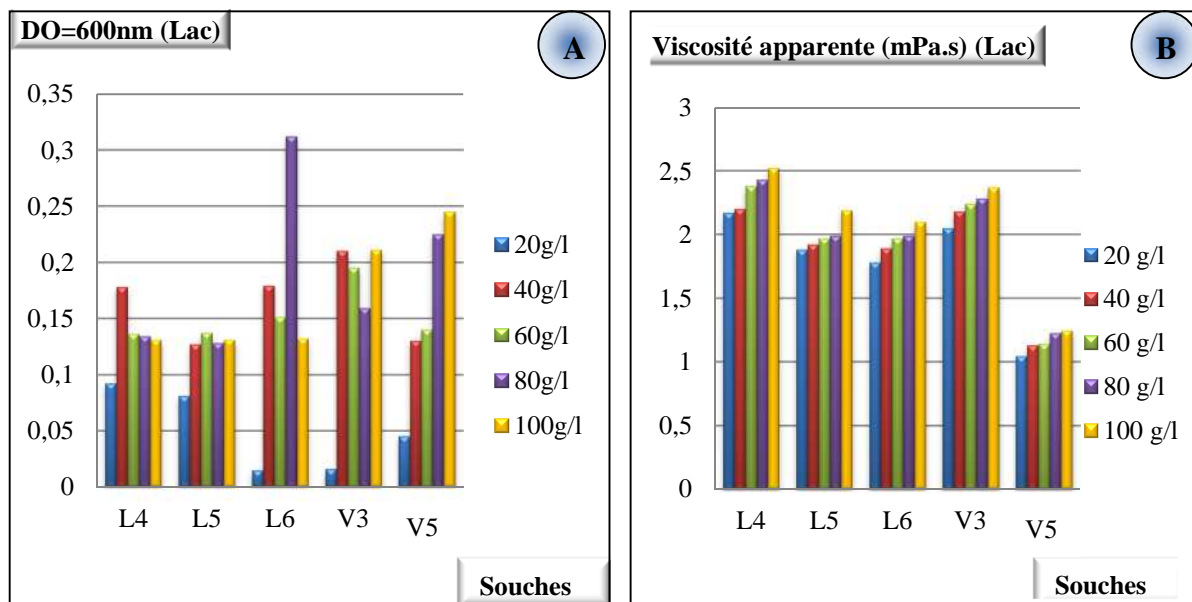 DO=600nm (Lac)
A
0,35
0,3
0,25
0,2
0,15
0,1
0,05
0
L4 L5 L6 V3 V5
20g/l
40g/l
60g/l
80g/l
100g/l
Souches
Viscosité apparente (mPa.s) (Lac)
B
3
2,5
2
1,5
1
0,5
0
L4 L5 L6 V3 V5
20 g/l
40 g/l
60 g/l
80 g/l
100 g/l
Souches